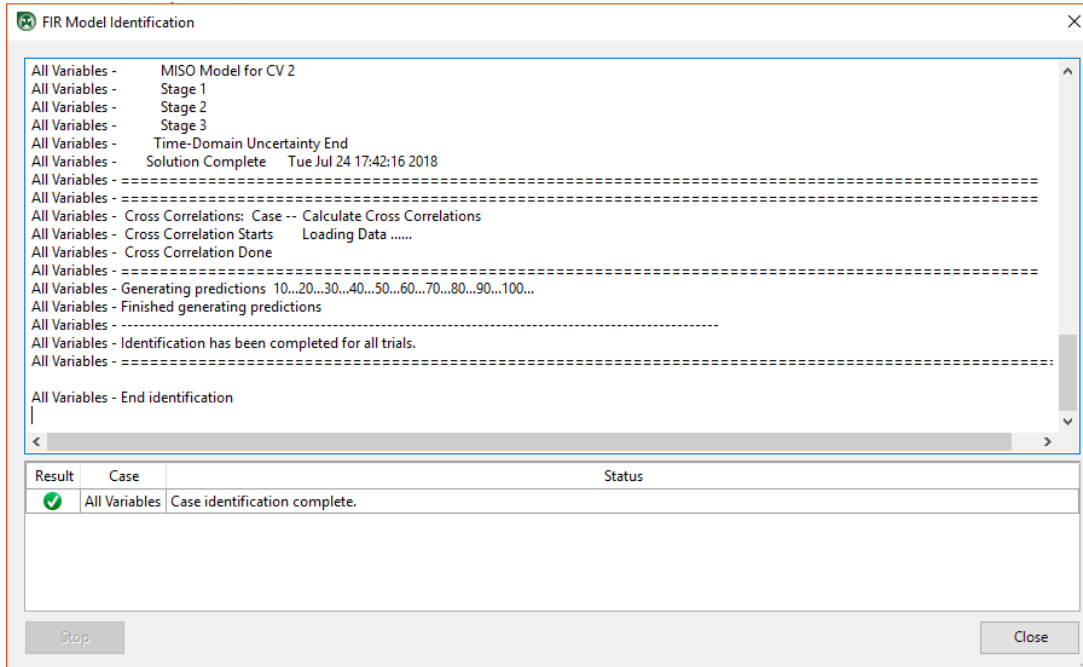 FIR Model Identification
All Variables - MISO Model for CV 2
All Variables - Stage 1
All Variables - Stage 2
All Variables - Stage 3
All Variables - Time-Domain Uncertainty End
All Variables - Solution Complete Tue Jul 24 17:42:16 2018
All Variables - ==============================================================================================
All Variables - ==============================================================================================
All Variables - Cross Correlations: Case -- Calculate Cross Correlations
All Variables - Cross Correlation Starts Loading Data ......
All Variables - Cross Correlation Done
All Variables - ==============================================================================================
All Variables - Generating predictions 10...20...30...40...50...60...70...80...90...100...
All Variables - Finished generating predictions
All Variables - ----------------------------------------------------------------------------------------------------
All Variables - Identification has been completed for all trials.
All Variables - ================================================================================================
All Variables - End identification
Result Case Status
All Variables Case identification complete.
Stop Close